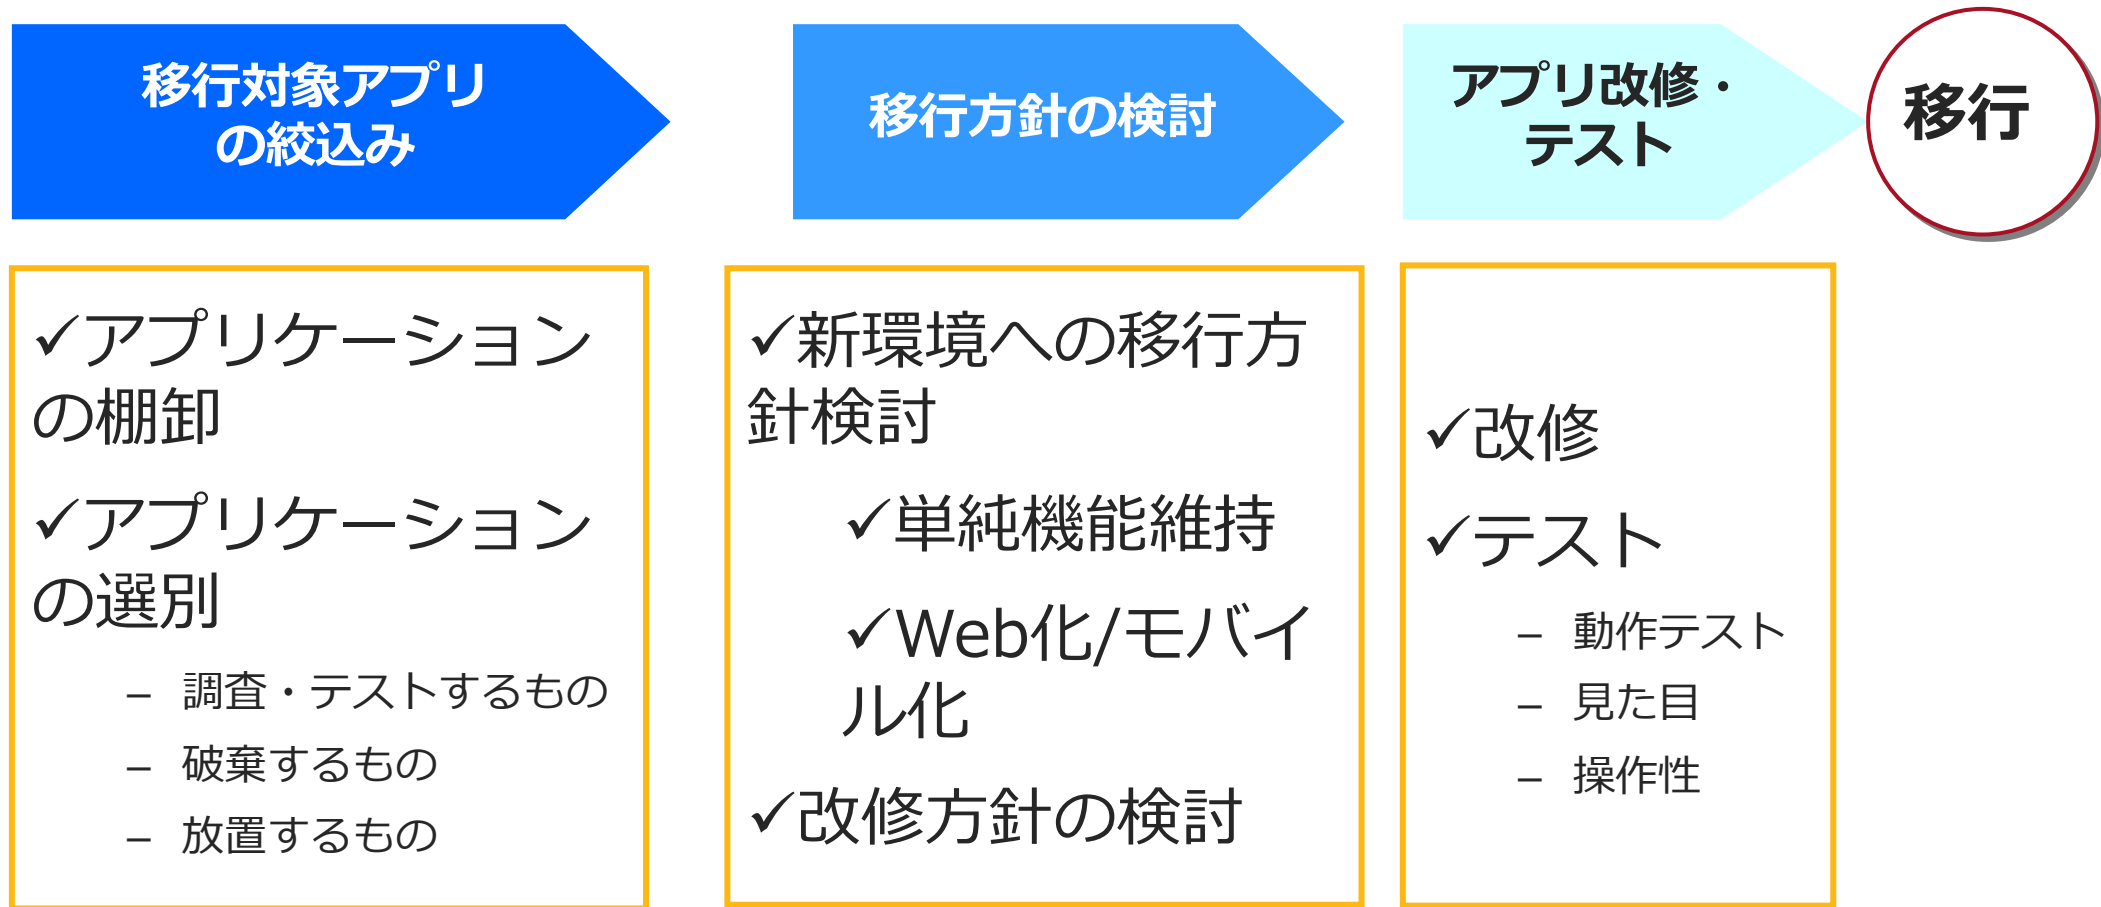 移行対象アプリ
の絞込み
移行方針の検討
アプリ改修・
テスト
移行
✓アプリケーション
の棚卸
✓アプリケーション
の選別
– 調査・テストするもの
– 破棄するもの
– 放置するもの
✓新環境への移行方
針検討
✓単純機能維持
✓Web化/モバイ
ル化
✓改修方針の検討
✓改修
✓テスト
– 動作テスト
– 見た目
– 操作性